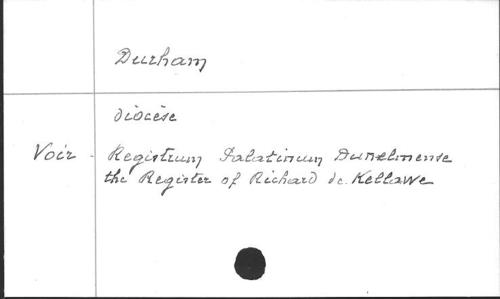 Durham
diocèse
Voir - Registrum Palatinum Dunelmense
the Register of Richard de Kellawe